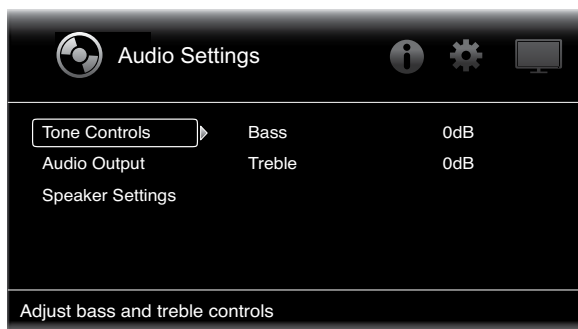 Audio Settings
Tone Controls Bass 0dB
Audio Output Treble 0dB
Speaker Settings
Adjust bass and treble controls